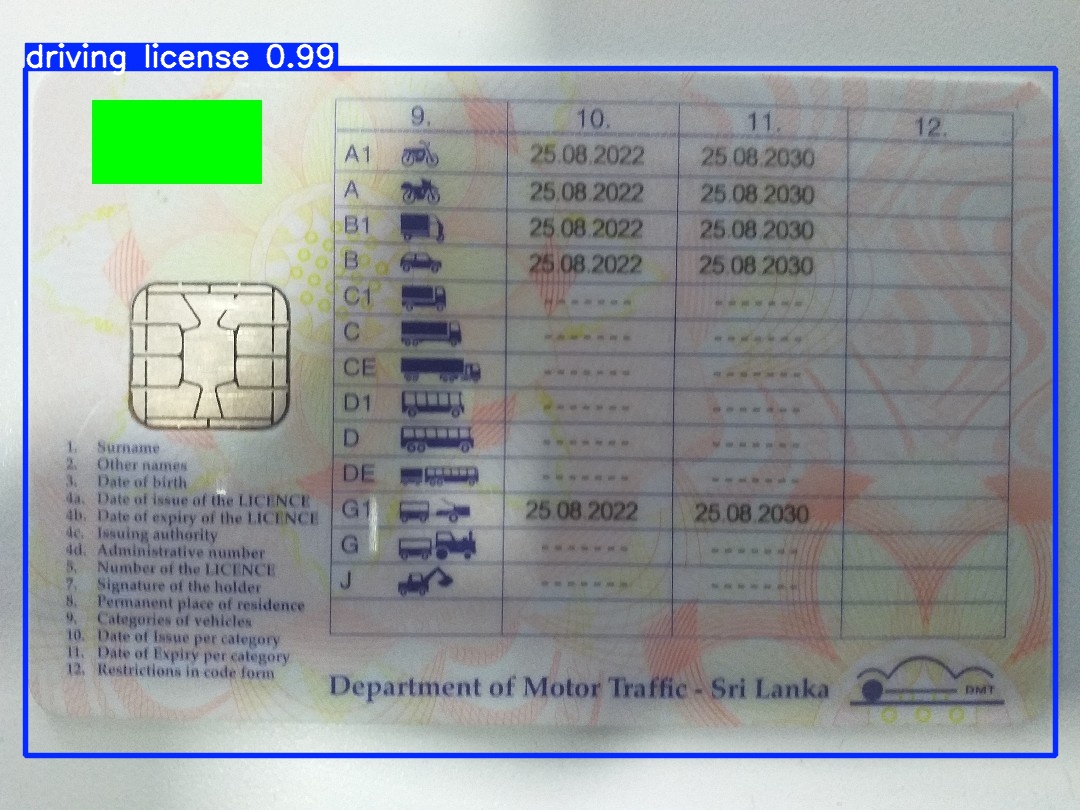 driving license 0.99
9. 10. 11. 12.
A1 25.08.2022 25.08.2030
A 25.08.2022 25.08.2030
B1 25.08.2022 25.08.2030
B 25.08.2022 25.08.2030
C1 ------- -------
C ------- -------
CE ------- -------
D1 ------- -------
D ------- -------
DE ------- -------
G1 25.08.2022 25.08.2030
G ------- -------
J ------- -------
1. Surname
2. Other names
3. Date of birth
4a. Date of issue of the LICENCE
4b. Date of expiry of the LICENCE
4c. Issuing authority
4d. Administrative number
5. Number of the LICENCE
7. Signature of the holder
8. Permanent place of residence
9. Categories of vehicles
10. Date of Issue per category
11. Date of Expiry per category
12. Restrictions in code form
Department of Motor Traffic - Sri Lanka
DMT